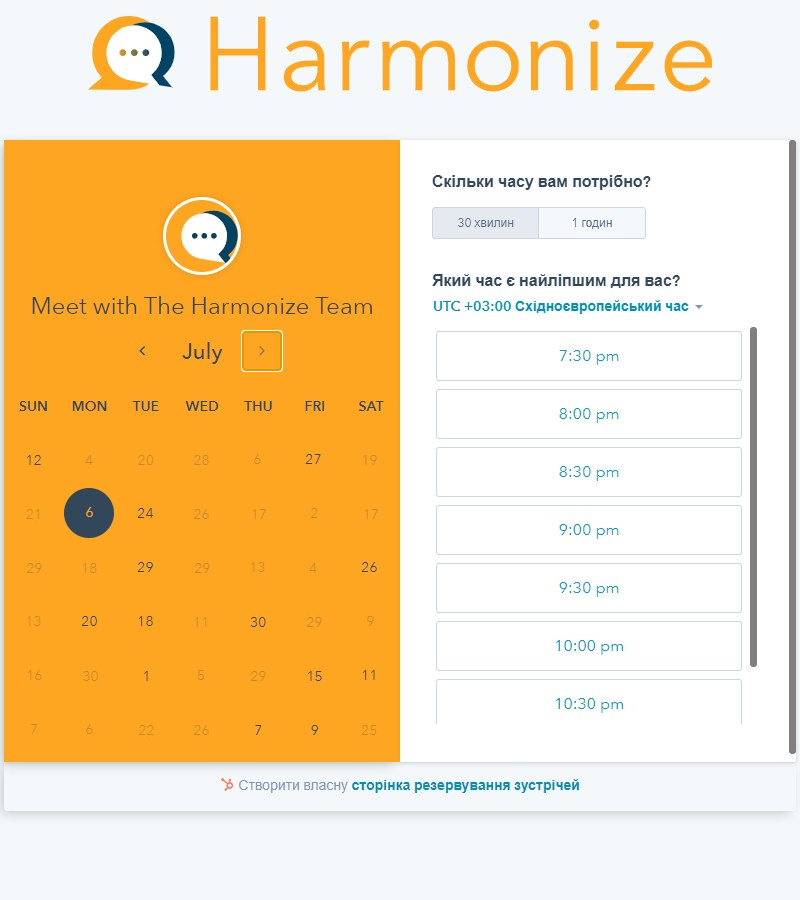 Harmonize
Meet with The Harmonize Team
July
SUN MON TUE WED THU FRI SAT
12 4 20 28 6 27 19
21 6 24 26 17 2 17
29 18 29 29 13 4 26
13 20 18 11 30 29 9
16 30 1 5 29 15 11
7 6 22 26 7 9 25
Скільки часу вам потрібно?
30 хвилин 1 годин
Який час є найліпшим для вас?
UTC +03:00 Східноєвропейський час
7:30 pm
8:00 pm
8:30 pm
9:00 pm
9:30 pm
10:00 pm
10:30 pm
Створити власну сторінка резервування зустрічей